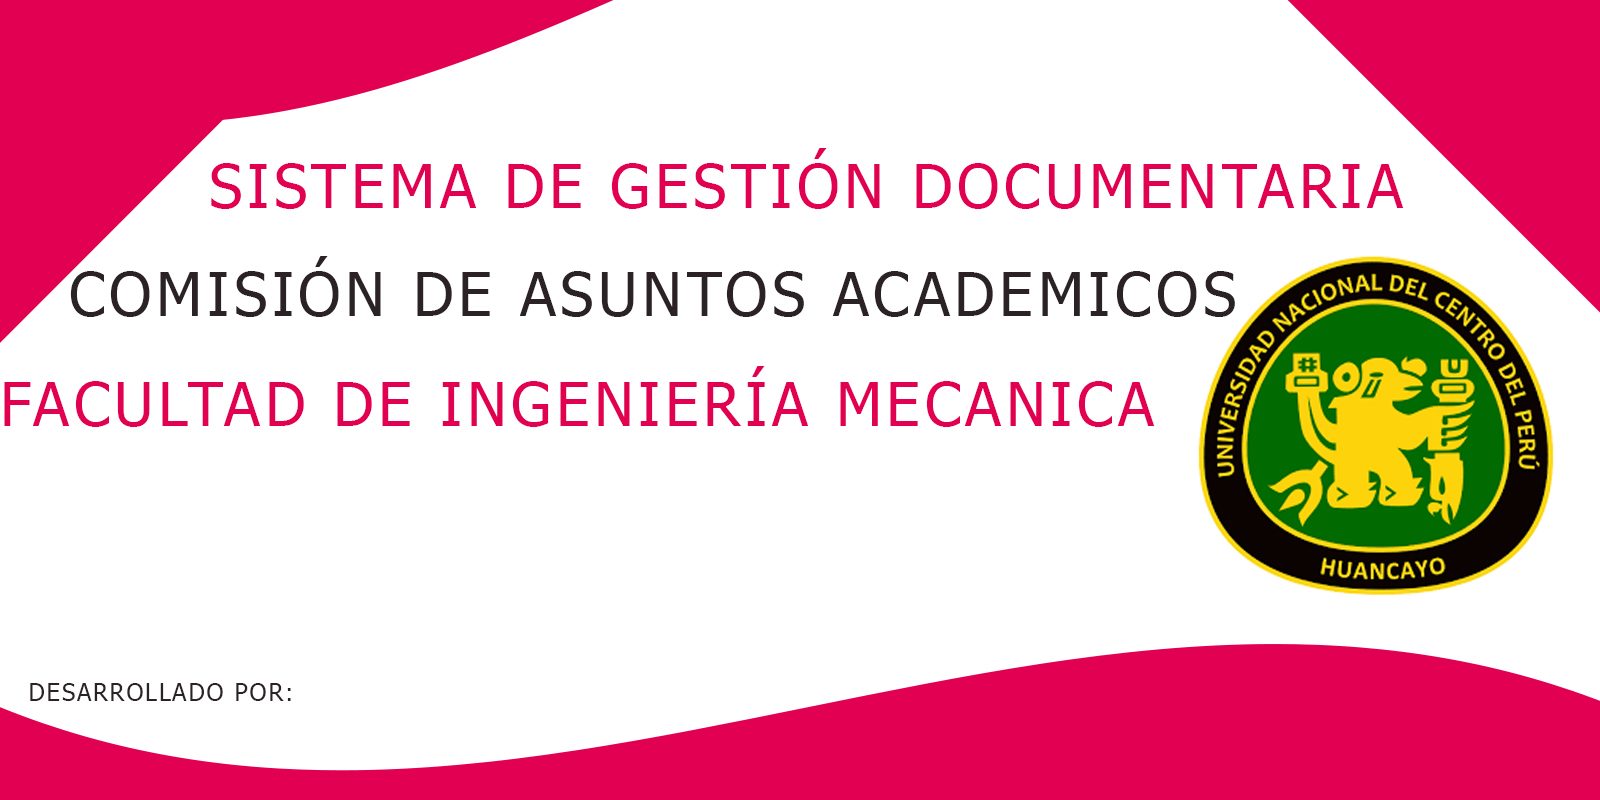 SISTEMA DE GESTIÓN DOCUMENTARIA
COMISIÓN DE ASUNTOS ACADEMICOS
FACULTAD DE INGENIERÍA MECANICA
UNIVERSIDAD NACIONAL DEL CENTRO DEL PERÚ
HUANCAYO
DESARROLLADO POR: